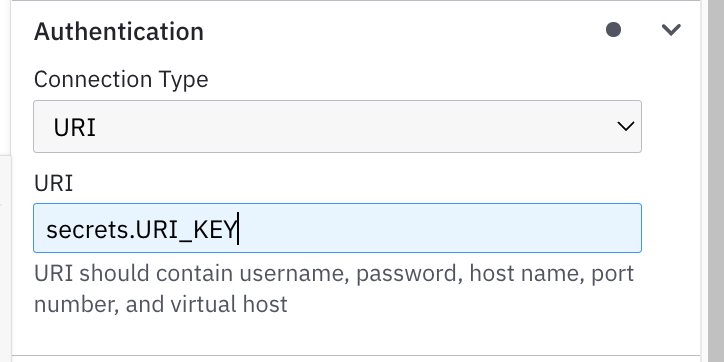 Authentication
Connection Type
URI
URI
secrets.URI_KEY
URI should contain username, password, host name, port
number, and virtual host